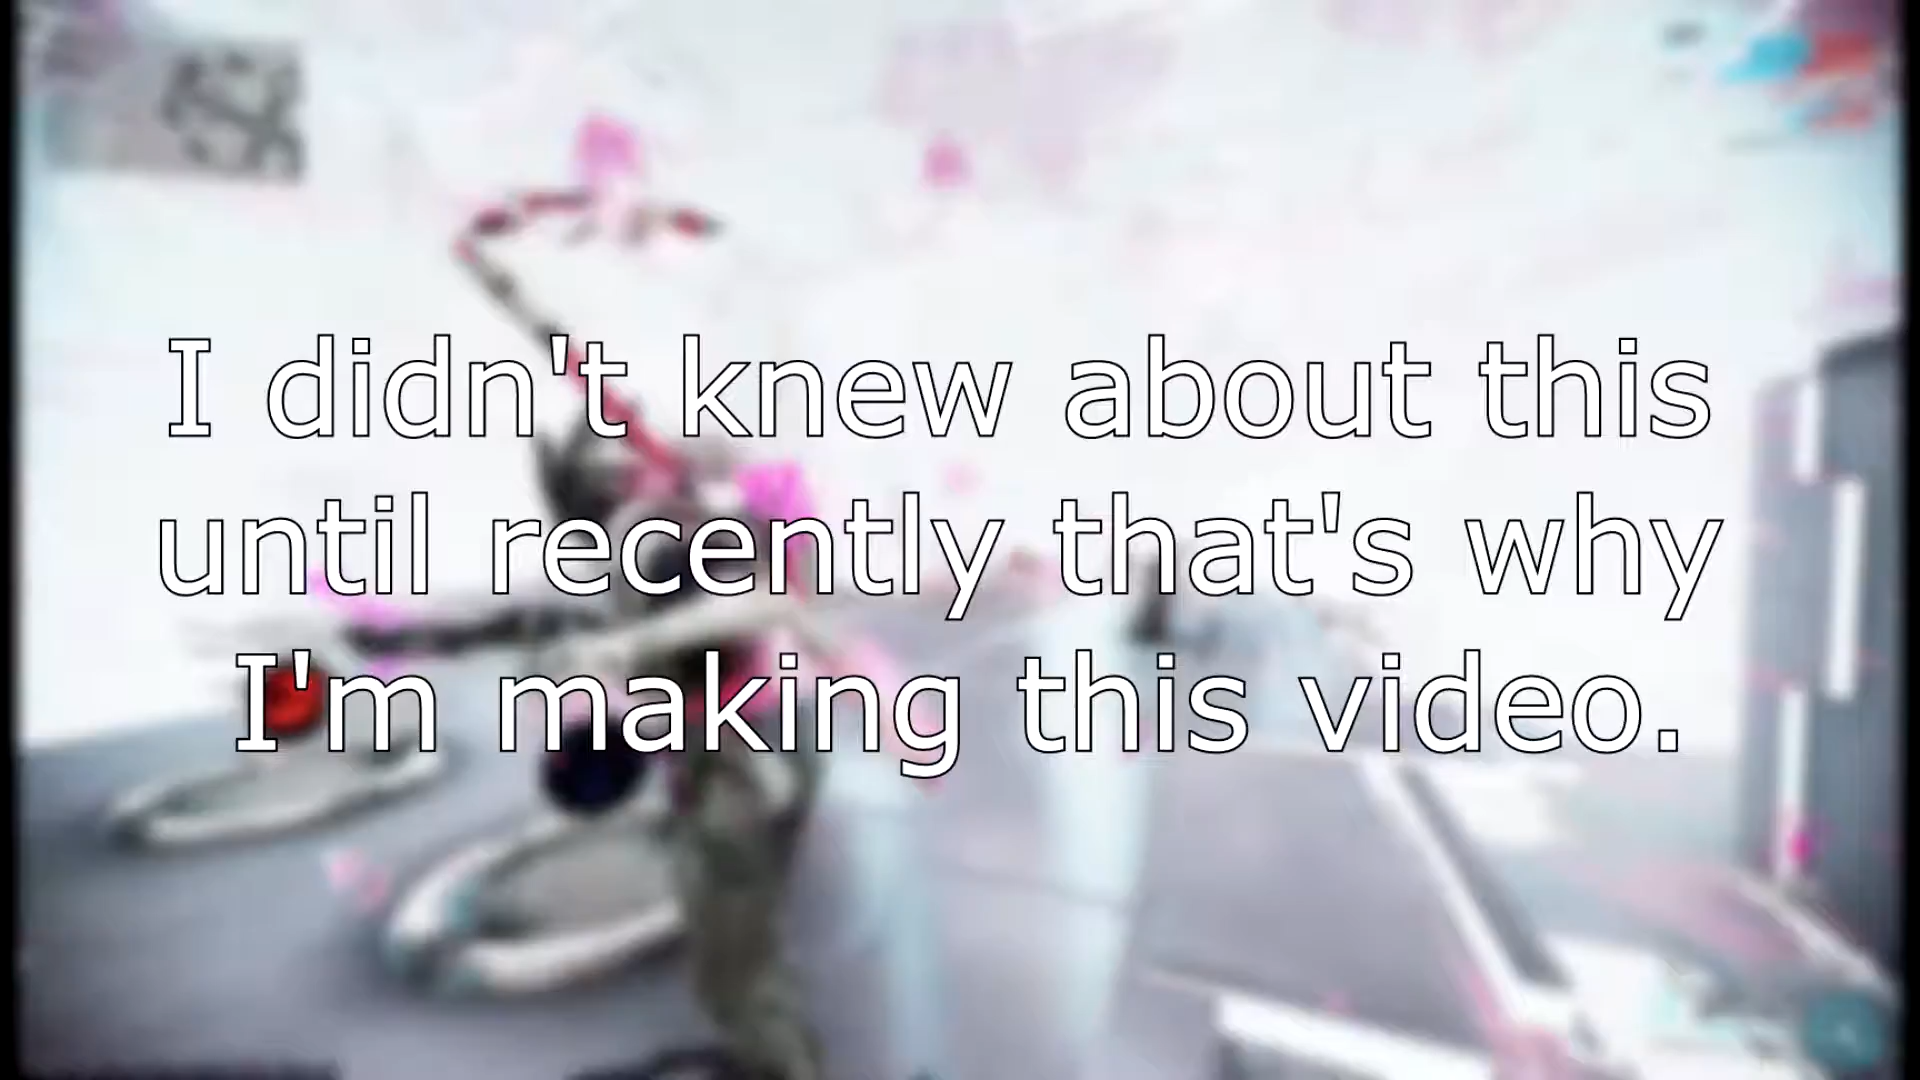 I didn't knew about this
until recently that's why
I'm making this video.